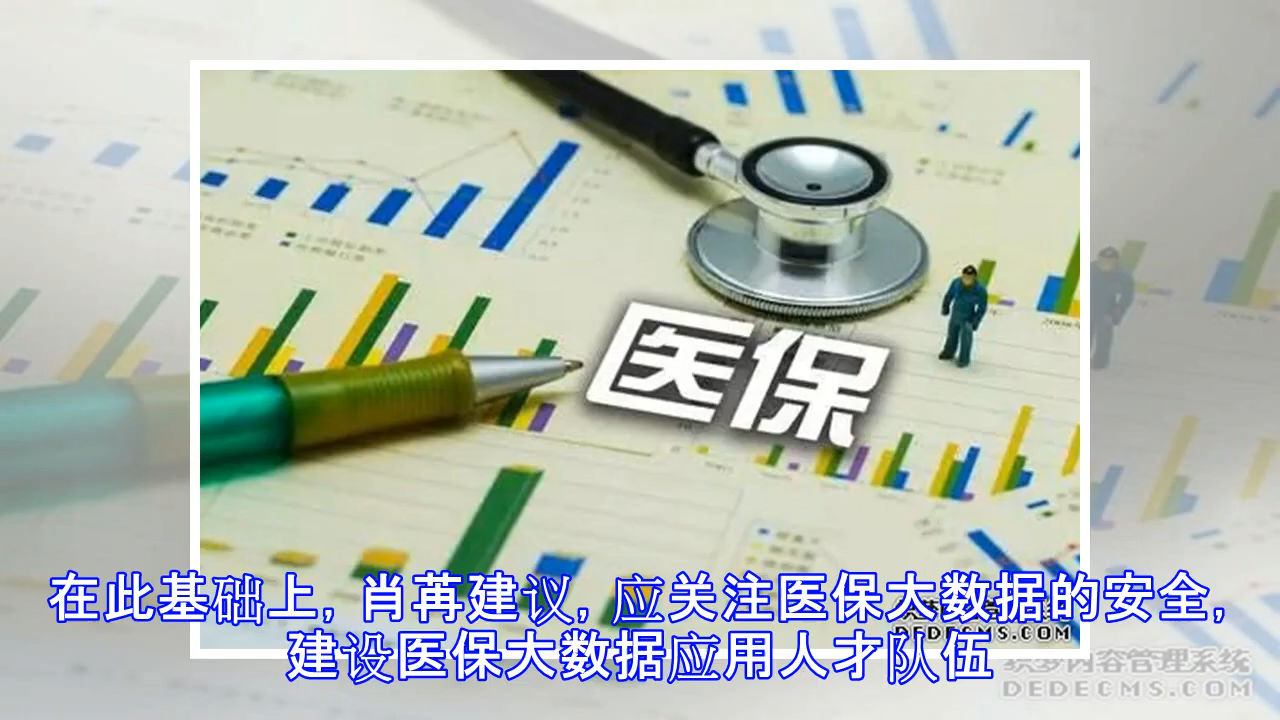 医保
在此基础上, 肖苒建议, 应关注医保大数据的安全,
DEDECMS.COM
建设医保大数据应用人才队伍
织梦内容管理系统
DEDECMS.COM